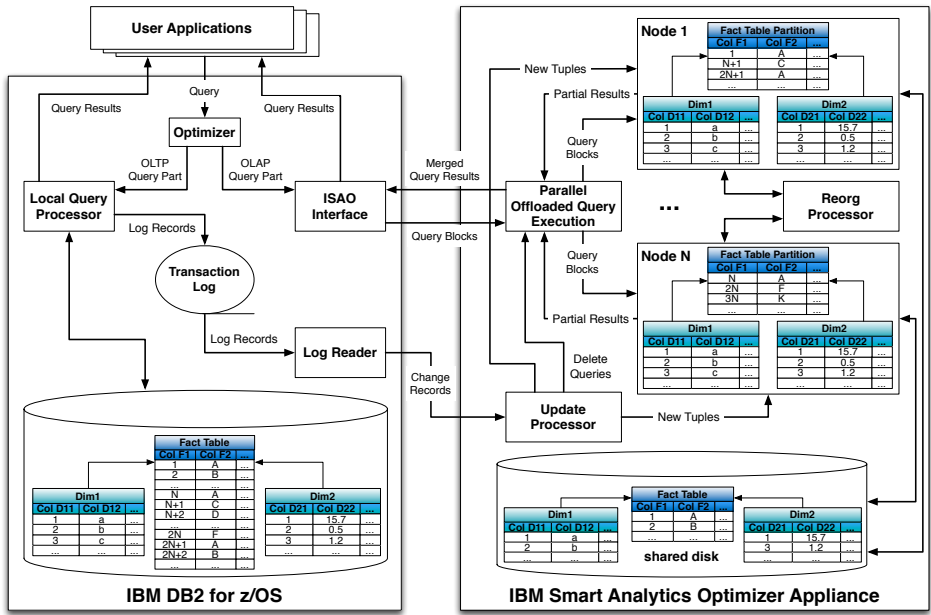 User Applications
Query Results
Query
Query Results
Optimizer
OLTP
Query Part
OLAP
Query Part
Local Query
Processor
ISAO
Interface
Log Records
Transaction
Log
Log Records
Log Reader
Merged
Query Results
Query Blocks
Change
Records
Fact Table
Col F1 Col F2 ...
1 A ...
2 B ...
... ...
N A ...
N+1 C ...
N+2 D ...
... ... ...
2N F ...
2N+1 A ...
2N+2 B ...
... ... ...
Dim1
Col D11 Col D12 ...
1 a ...
2 b ...
3 c ...
... ... ...
Dim2
Col D21 Col D22 ...
1 15.7 ...
2 0.5 ...
3 1.2 ...
... ... ...
IBM DB2 for z/OS
Node 1
Fact Table Partition
Col F1 Col F2 ...
1 A ...
N+1 C ...
2N+1 A ...
... ... ...
Dim1
Col D11 Col D12 ...
1 a ...
2 b ...
3 c ...
... ... ...
Dim2
Col D21 Col D22 ...
1 15.7 ...
2 0.5 ...
3 1.2 ...
... ... ...
New Tuples
Partial Results
Query
Blocks
Parallel
Offloaded Query
Execution
...
Reorg
Processor
Query
Blocks
Partial Results
Node N
Fact Table Partition
Col F1 Col F2 ...
N A ...
2N F ...
3N K ...
... ... ...
Dim1
Col D11 Col D12 ...
1 a ...
2 b ...
3 c ...
... ... ...
Dim2
Col D21 Col D22 ...
1 15.7 ...
2 0.5 ...
3 1.2 ...
... ... ...
Delete
Queries
Update
Processor
New Tuples
Fact Table
Col F1 Col F2 ...
1 A ...
2 B ...
... ... ...
Dim1
Col D11 Col D12 ...
1 a ...
2 b ...
... ... ...
Dim2
Col D21 Col D22 ...
1 15.7 ...
3 1.2 ...
... ... ...
shared disk
IBM Smart Analytics Optimizer Appliance